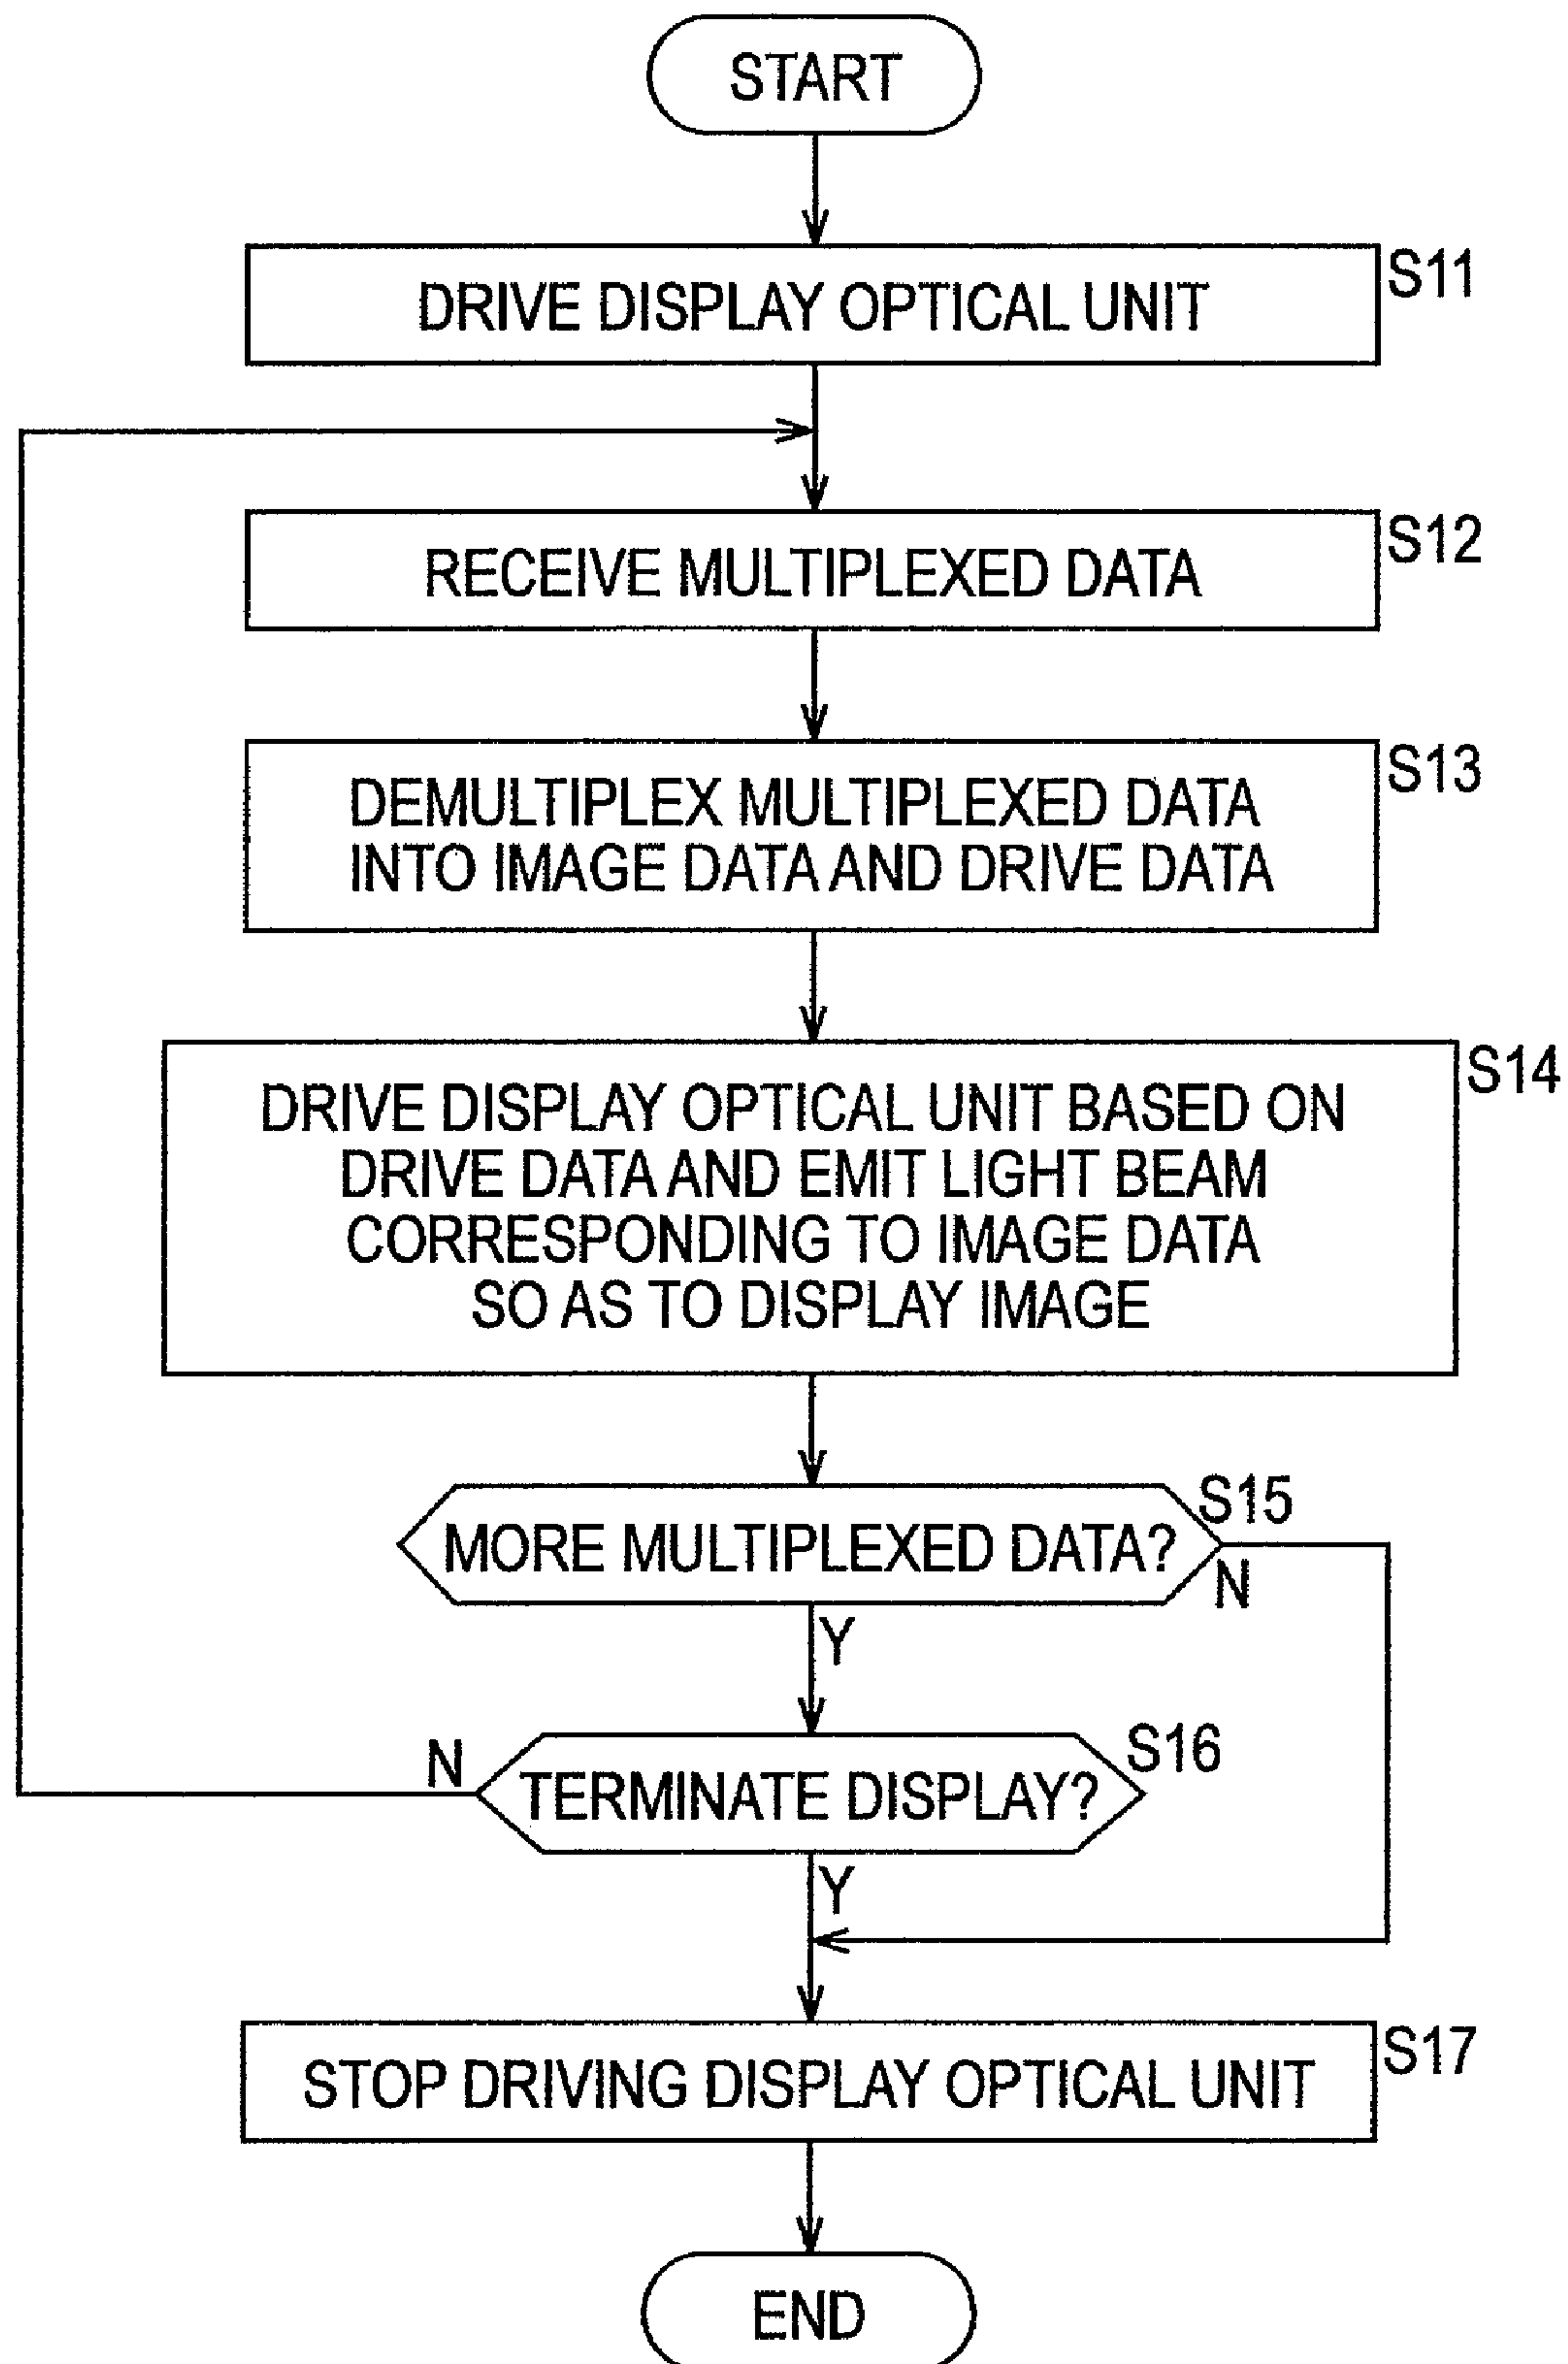 START
DRIVE DISPLAY OPTICAL UNIT
S11
RECEIVE MULTIPLEXED DATA
S12
DEMULTIPLEX MULTIPLEXED DATA
INTO IMAGE DATA AND DRIVE DATA
S13
DRIVE DISPLAY OPTICAL UNIT BASED ON
DRIVE DATA AND EMIT LIGHT BEAM
CORRESPONDING TO IMAGE DATA
SO AS TO DISPLAY IMAGE
S14
MORE MULTIPLEXED DATA?
S15
N
Y
N
TERMINATE DISPLAY?
S16
Y
STOP DRIVING DISPLAY OPTICAL UNIT
S17
END